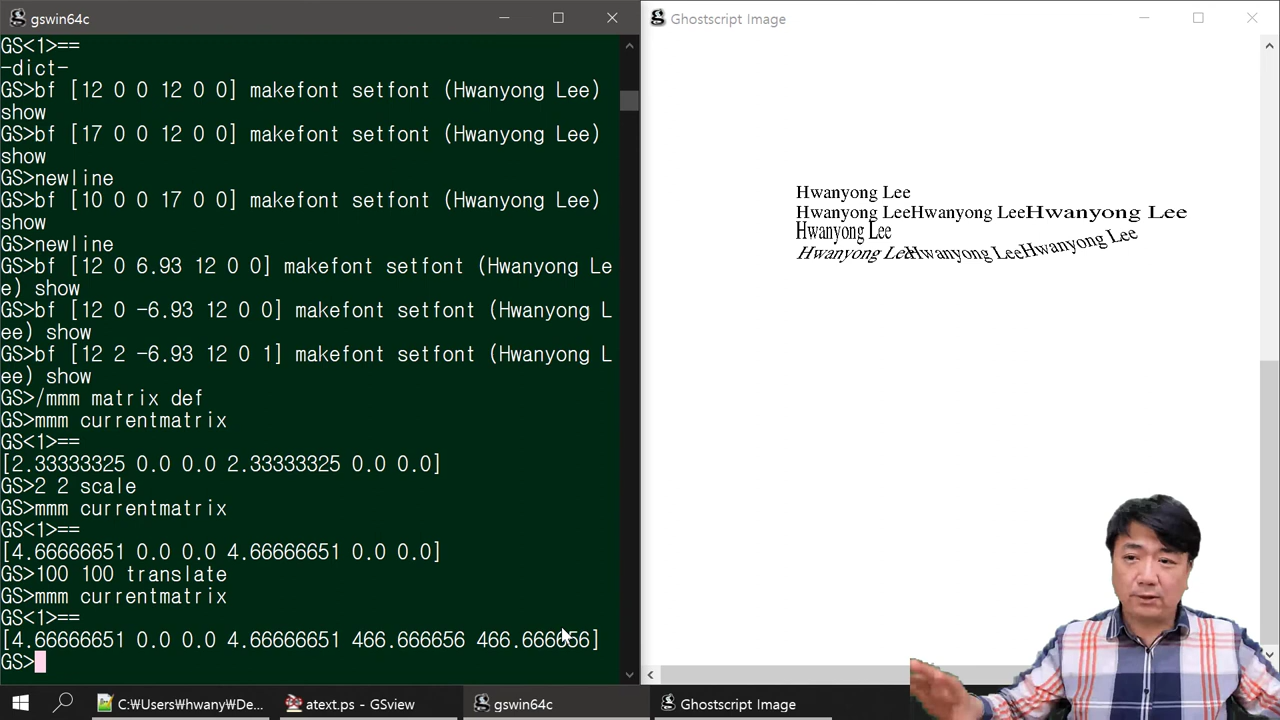 gswin64c
GS<1>==
-dict-
GS>bf [12 0 0 12 0 0] makefont setfont (Hwanyong Lee)
show
GS>bf [17 0 0 12 0 0] makefont setfont (Hwanyong Lee)
show
GS>newline
GS>bf [10 0 0 17 0 0] makefont setfont (Hwanyong Lee)
show
GS>newline
GS>bf [12 0 6.93 12 0 0] makefont setfont (Hwanyong Le
e) show
GS>bf [12 0 -6.93 12 0 0] makefont setfont (Hwanyong L
ee) show
GS>bf [12 2 -6.93 12 0 1] makefont setfont (Hwanyong L
ee) show
GS>/mmm matrix def
GS>mmm currentmatrix
GS<1>==
[2.33333325 0.0 0.0 2.33333325 0.0 0.0]
GS>2 2 scale
GS>mmm currentmatrix
GS<1>==
[4.66666651 0.0 0.0 4.66666651 0.0 0.0]
GS>100 100 translate
GS>mmm currentmatrix
GS<1>==
[4.66666651 0.0 0.0 4.66666651 466.666656 466.666656]
GS>
Ghostscript Image
Hwanyong Lee
Hwanyong LeeHwanyong LeeHwanyong Lee
Hwanyong Lee
Hwanyong LeeHwanyong LeeHwanyong Lee
C:₩Users₩hwany₩De...
atext.ps - GSview
gswin64c
Ghostscript Image